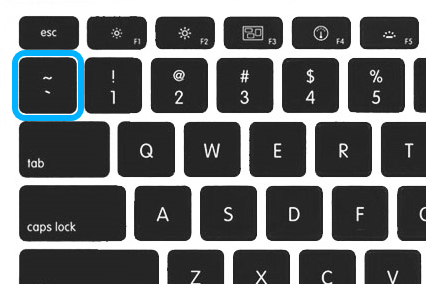 esc F1 F2 F3 F4 F5
~ ! @ # $ %
` 1 2 3 4 5
tab Q W E R T
caps lock A S D F
Z X C V